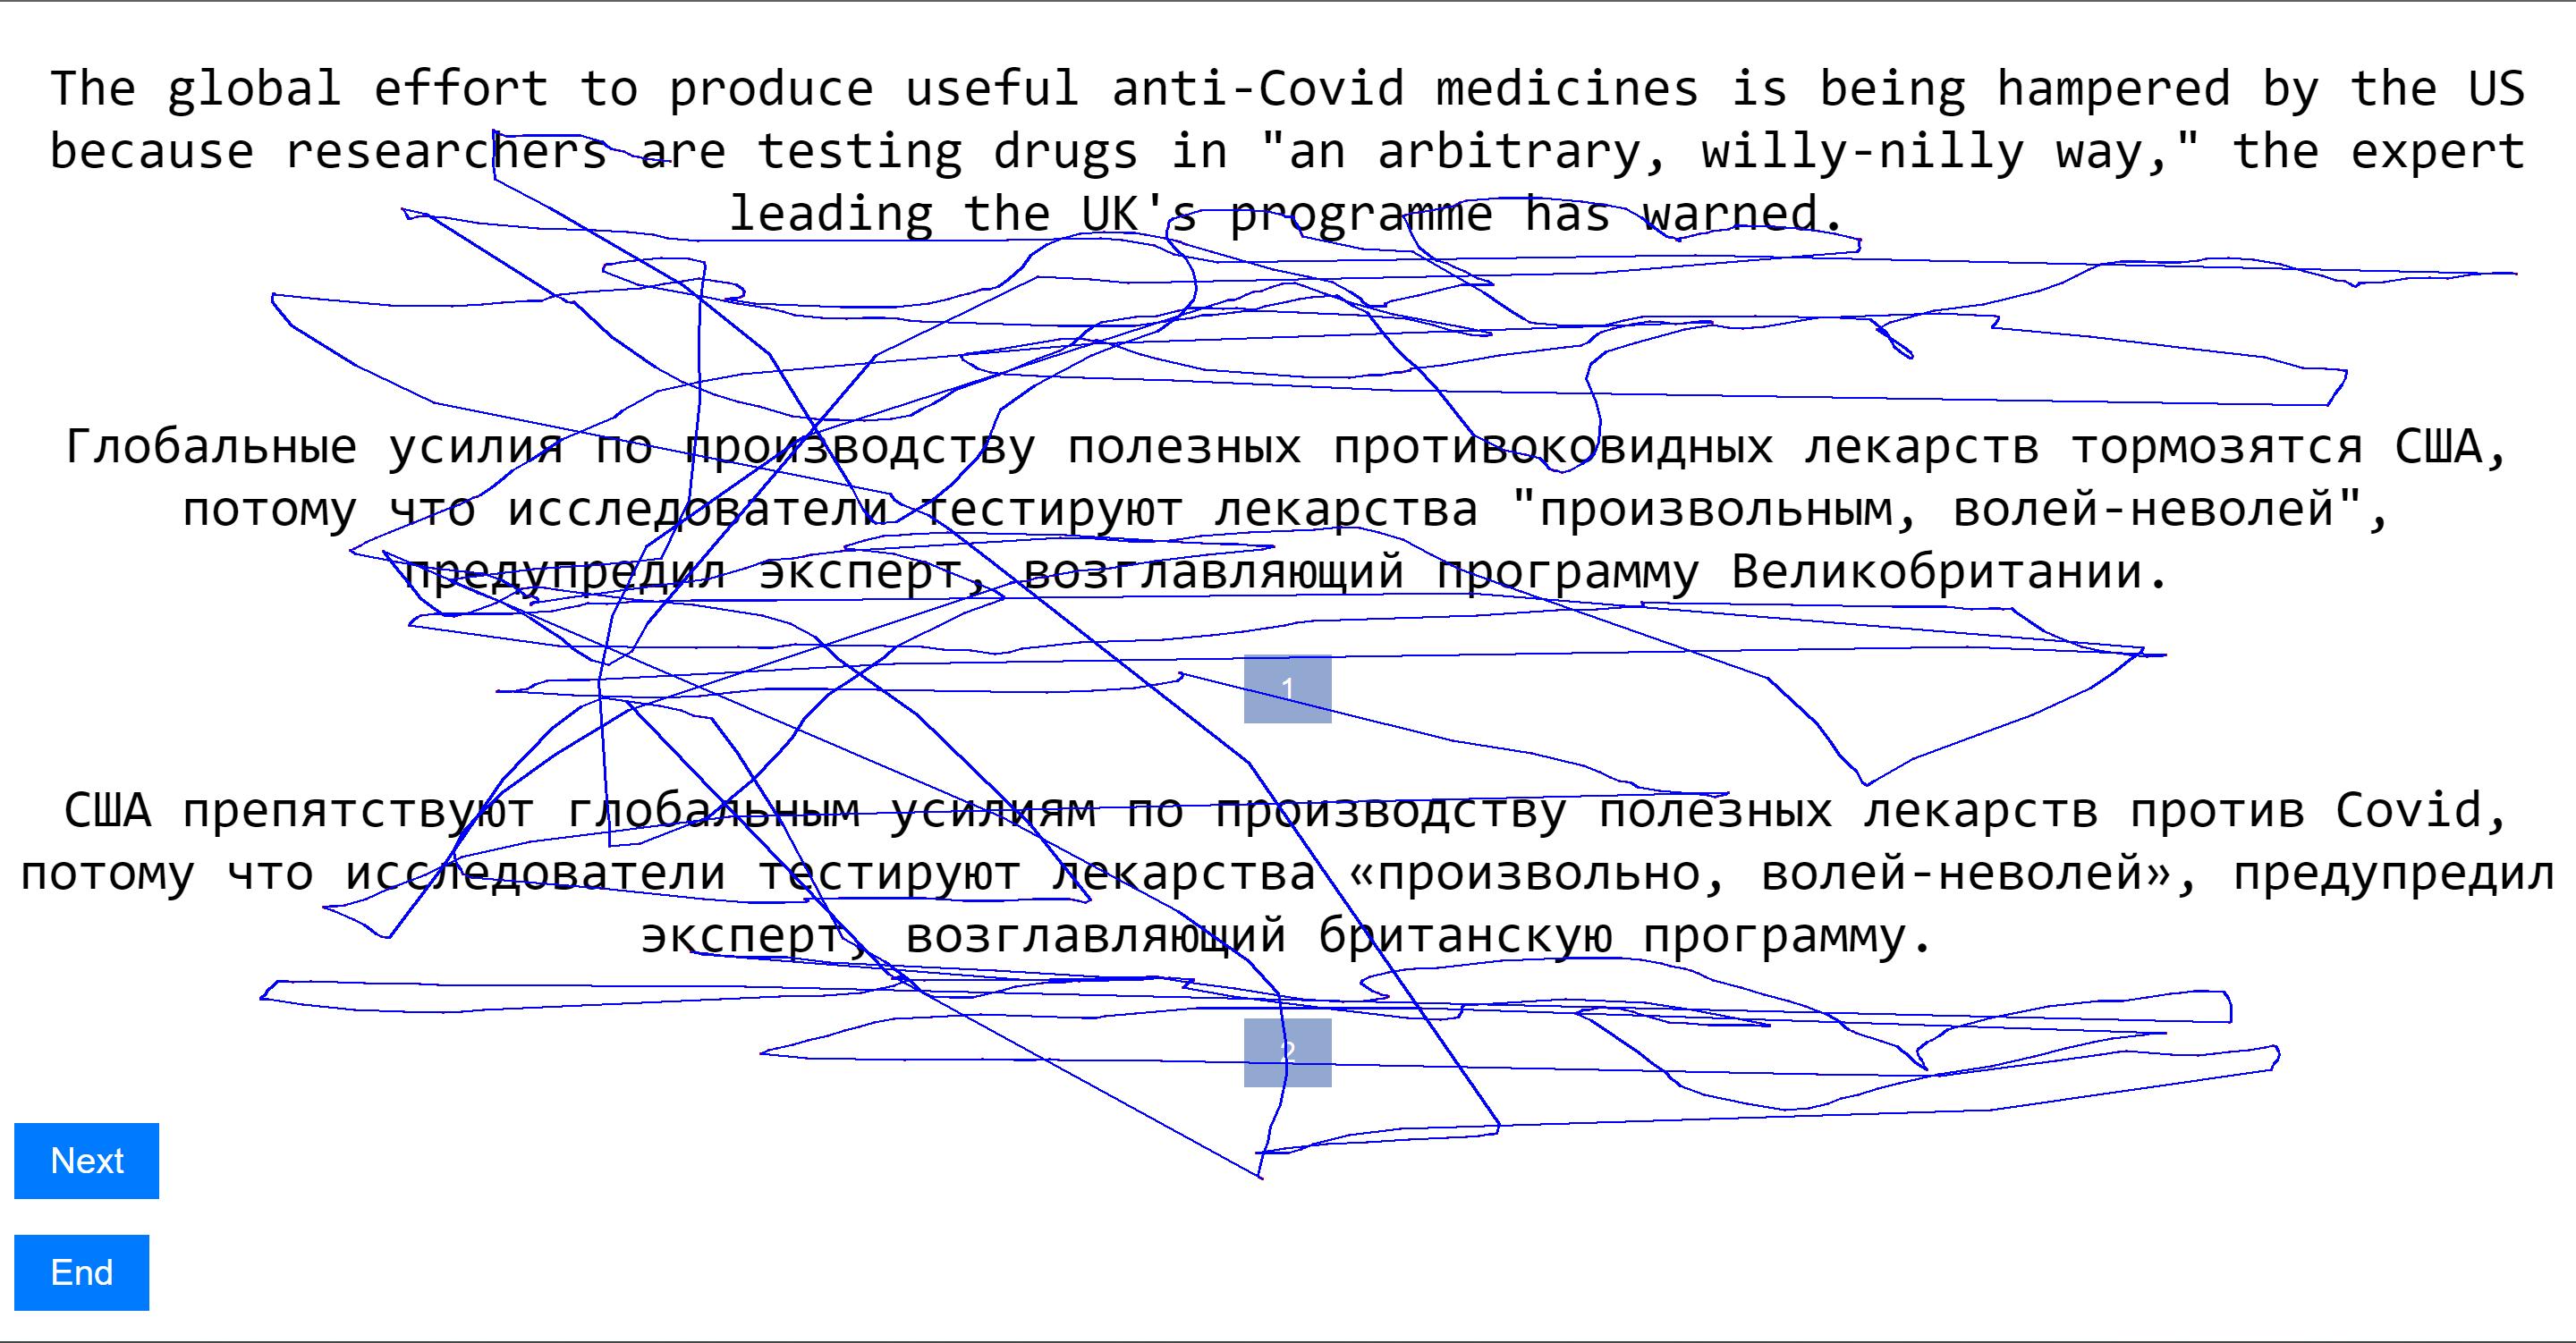 The global effort to produce useful anti-Covid medicines is being hampered by the US
because researchers are testing drugs in "an arbitrary, willy-nilly way," the expert
leading the UK's programme has warned.
Глобальные усилия по производству полезных противоковидных лекарств тормозятся США,
потому что исследователи тестируют лекарства "произвольным, волей-неволей",
предупредил эксперт, возглавляющий программу Великобритании.
1
США препятствуют глобальным усилиям по производству полезных лекарств против Covid,
потому что исследователи тестируют лекарства «произвольно, волей-неволей», предупредил
эксперт, возглавляющий британскую программу.
2
Next
End